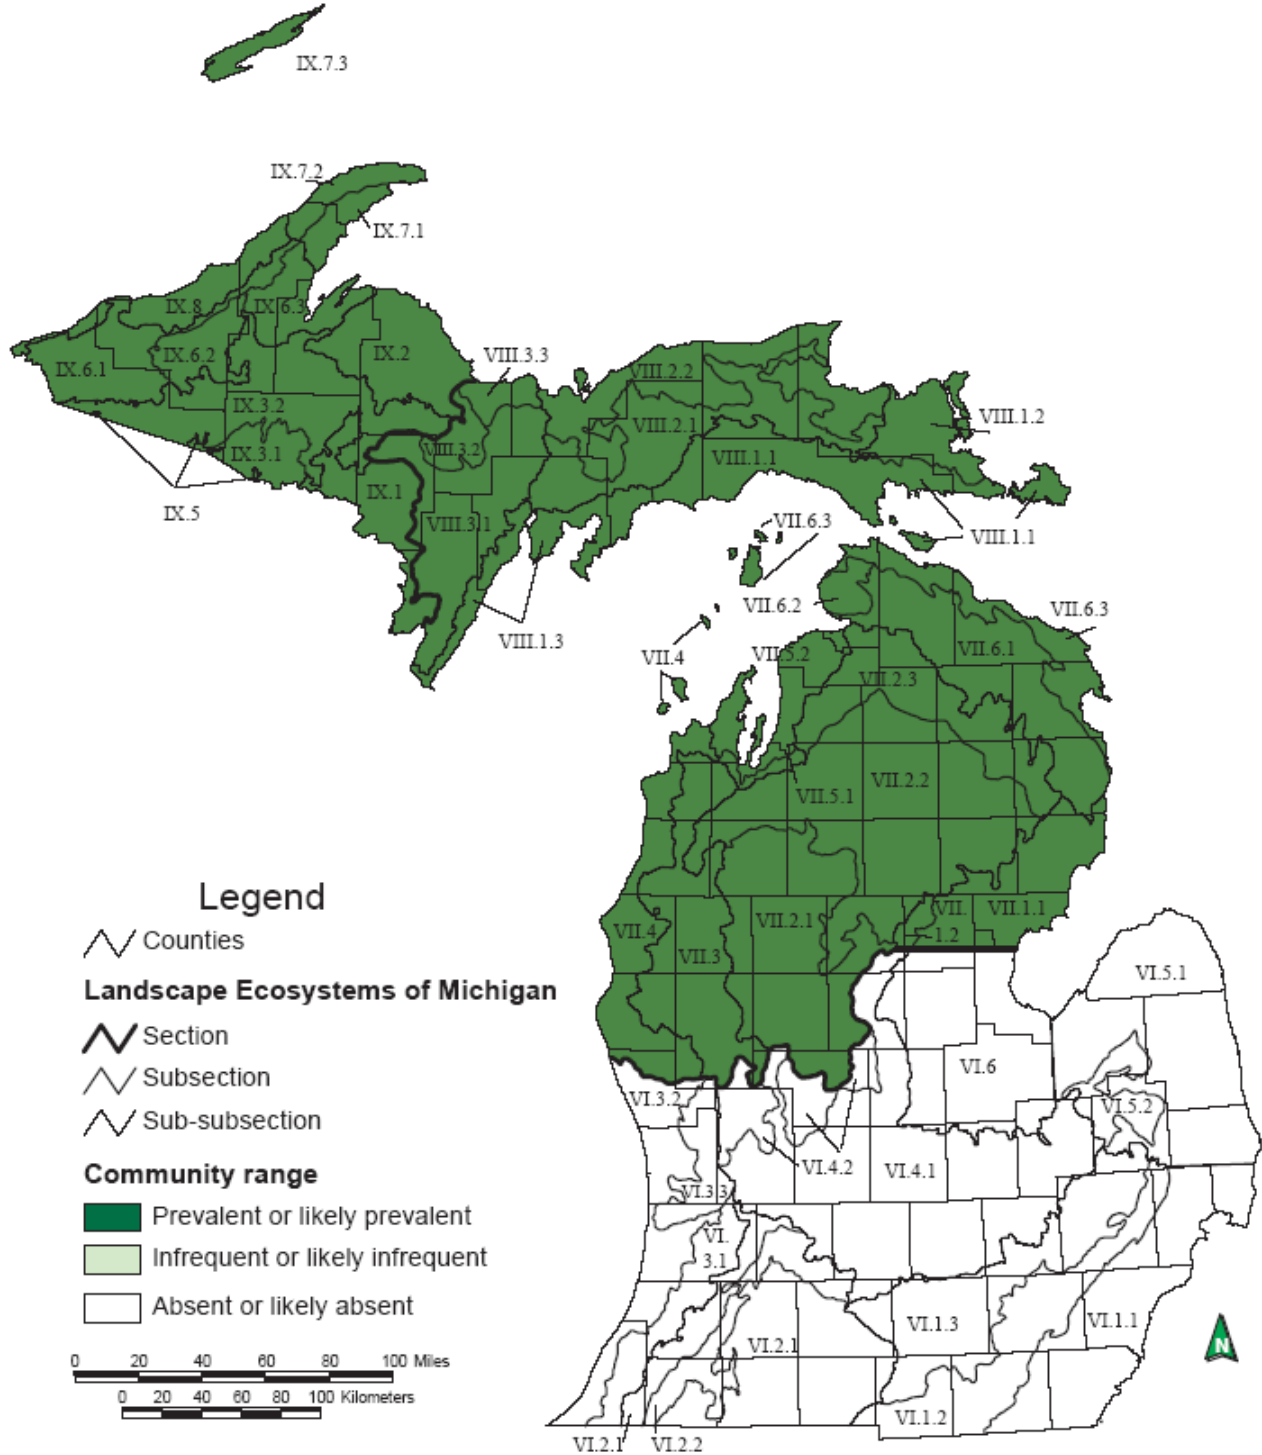 IX.7.3
IX.7.2
IX.7.1
IX.8
IX.6.3
IX.6.2
IX.6.1
IX.2
VIII.3.3
VIII.2.2
IX.3.2
VIII.2.1
VIII.1.2
IX.3.1
VIII.3.2
VIII.1.1
IX.1
IX.5
VIII.3.1
VII.6.3
VIII.1.1
VII.6.2
VII.6.3
VIII.1.3
VII.4
VII.5.2
VII.6.1
VII.2.3
VII.5.1
VII.2.2
VII.4
VII.3
VII.2.1
VII.
1.2
VII.1.1
VI.5.1
VI.6
VI.3.2
VI.5.2
VI.4.2
VI.4.1
VI.3.3
VI.
3.1
VI.2.1
VI.1.3
VI.1.1
VI.1.2
VI.2.1
VI.2.2
Legend
Counties
Landscape Ecosystems of Michigan
Section
Subsection
Sub-subsection
Community range
Prevalent or likely prevalent
Infrequent or likely infrequent
Absent or likely absent
0 20 40 60 80 100 Miles
0 20 40 60 80 100 Kilometers
N